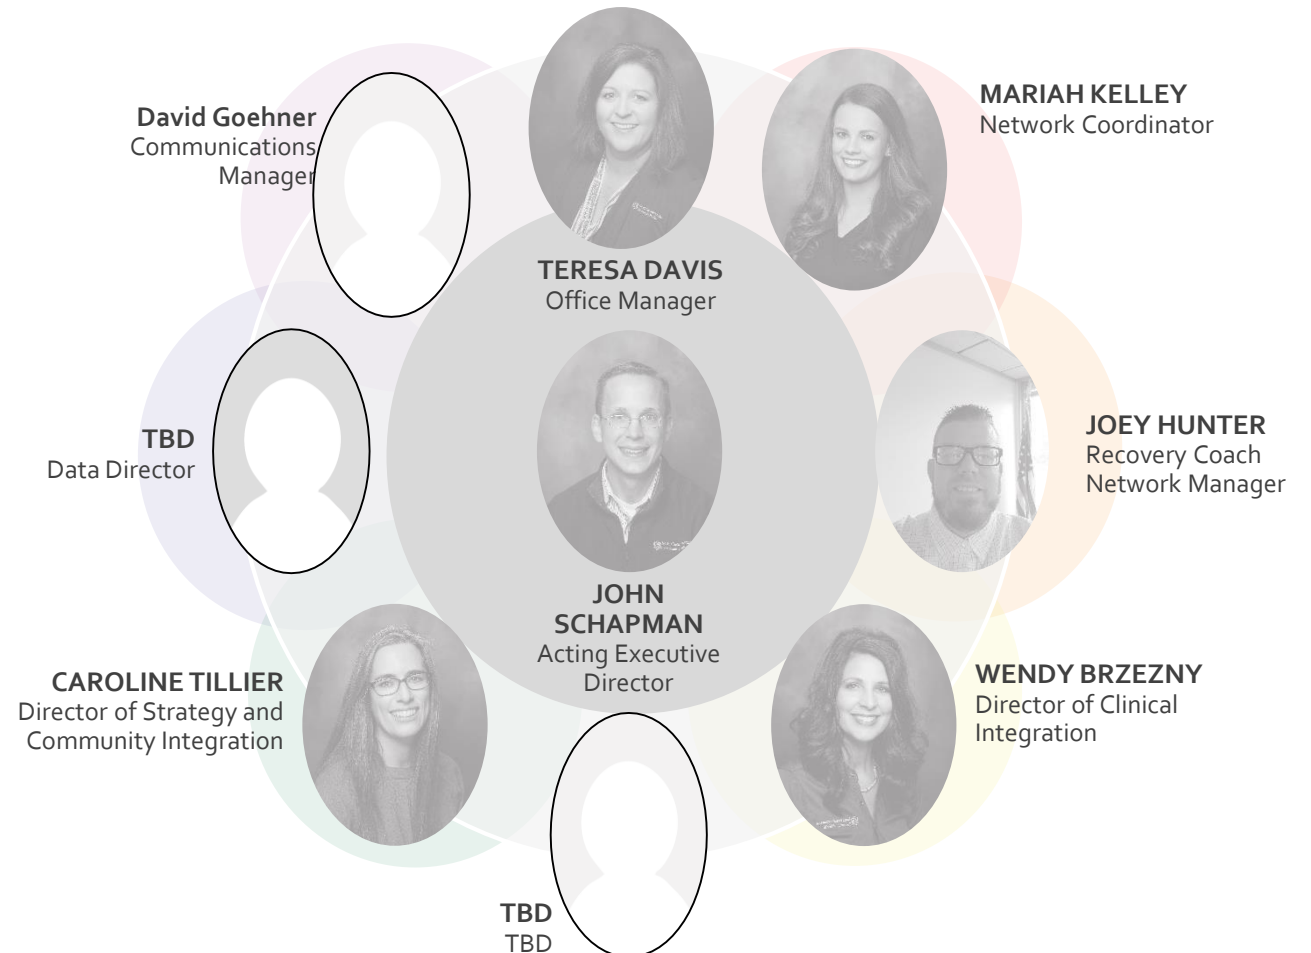 David Goehner
Communications
Manager
MARIAH KELLEY
Network Coordinator
TERESA DAVIS
Office Manager
TBD
Data Director
JOEY HUNTER
Recovery Coach
Network Manager
JOHN
SCHAPMAN
Acting Executive
Director
CAROLINE TILLIER
Director of Strategy and
Community Integration
WENDY BRZEZNY
Director of Clinical
Integration
TBD
TBD